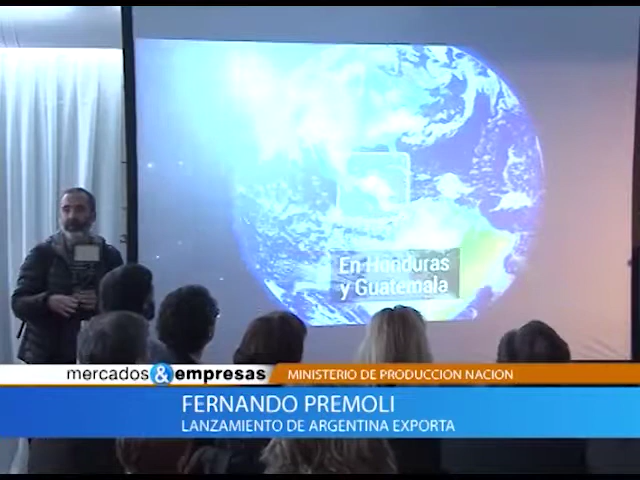 En Honduras
y Guatemala
mercados&empresas
MINISTERIO DE PRODUCCION NACION
FERNANDO PREMOLI
LANZAMIENTO DE ARGENTINA EXPORTA